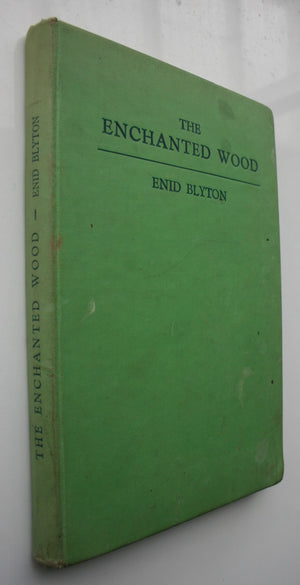 THE
ENCHANTED WOOD
ENID BLYTON
THE ENCHANTED WOOD — ENID BLYTON